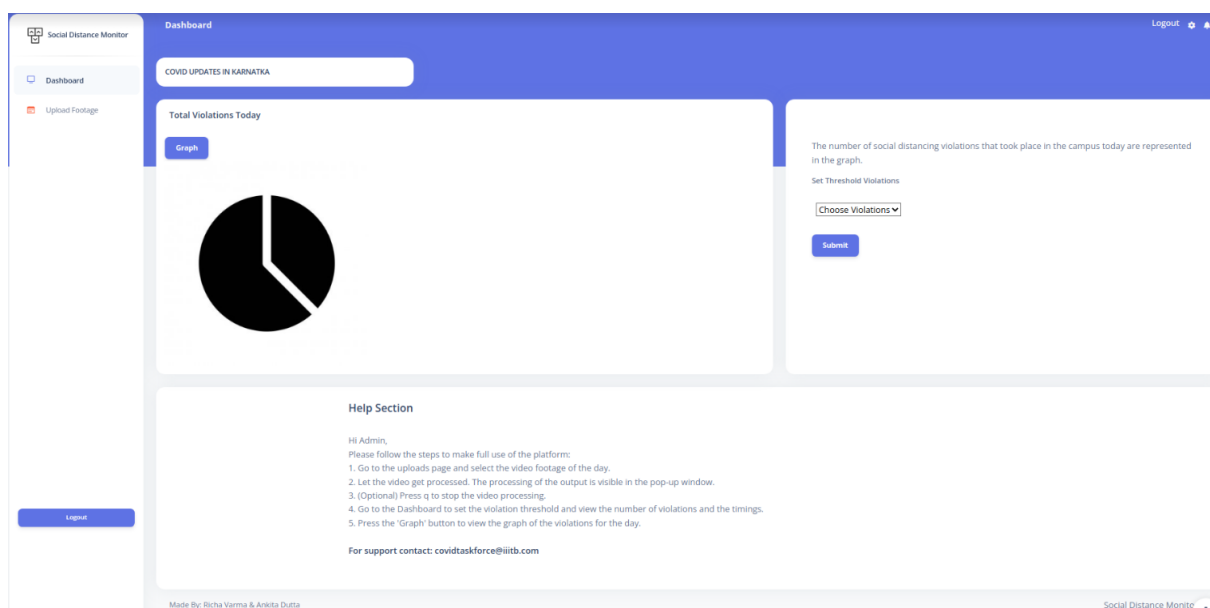 Social Distance Monitor
Dashboard
Logout
Dashboard
Upload Footage
COVID UPDATES IN KARNATKA
Total Violations Today
Graph
The number of social distancing violations that took place in the campus today are represented
in the graph.
Set Threshold Violations
Choose Violations
Submit
Help Section
Hi Admin,
Please follow the steps to make full use of the platform:
1. Go to the uploads page and select the video footage of the day.
2. Let the video get processed. The processing of the output is visible in the pop-up window.
3. (Optional) Press q to stop the video processing.
4. Go to the Dashboard to set the violation threshold and view the number of violations and the timings.
5. Press the 'Graph' button to view the graph of the violations for the day.
For support contact: covidtaskforce@iiitb.com
Logout
Made By: Richa Varma & Ankita Dutta
Social Distance Monito